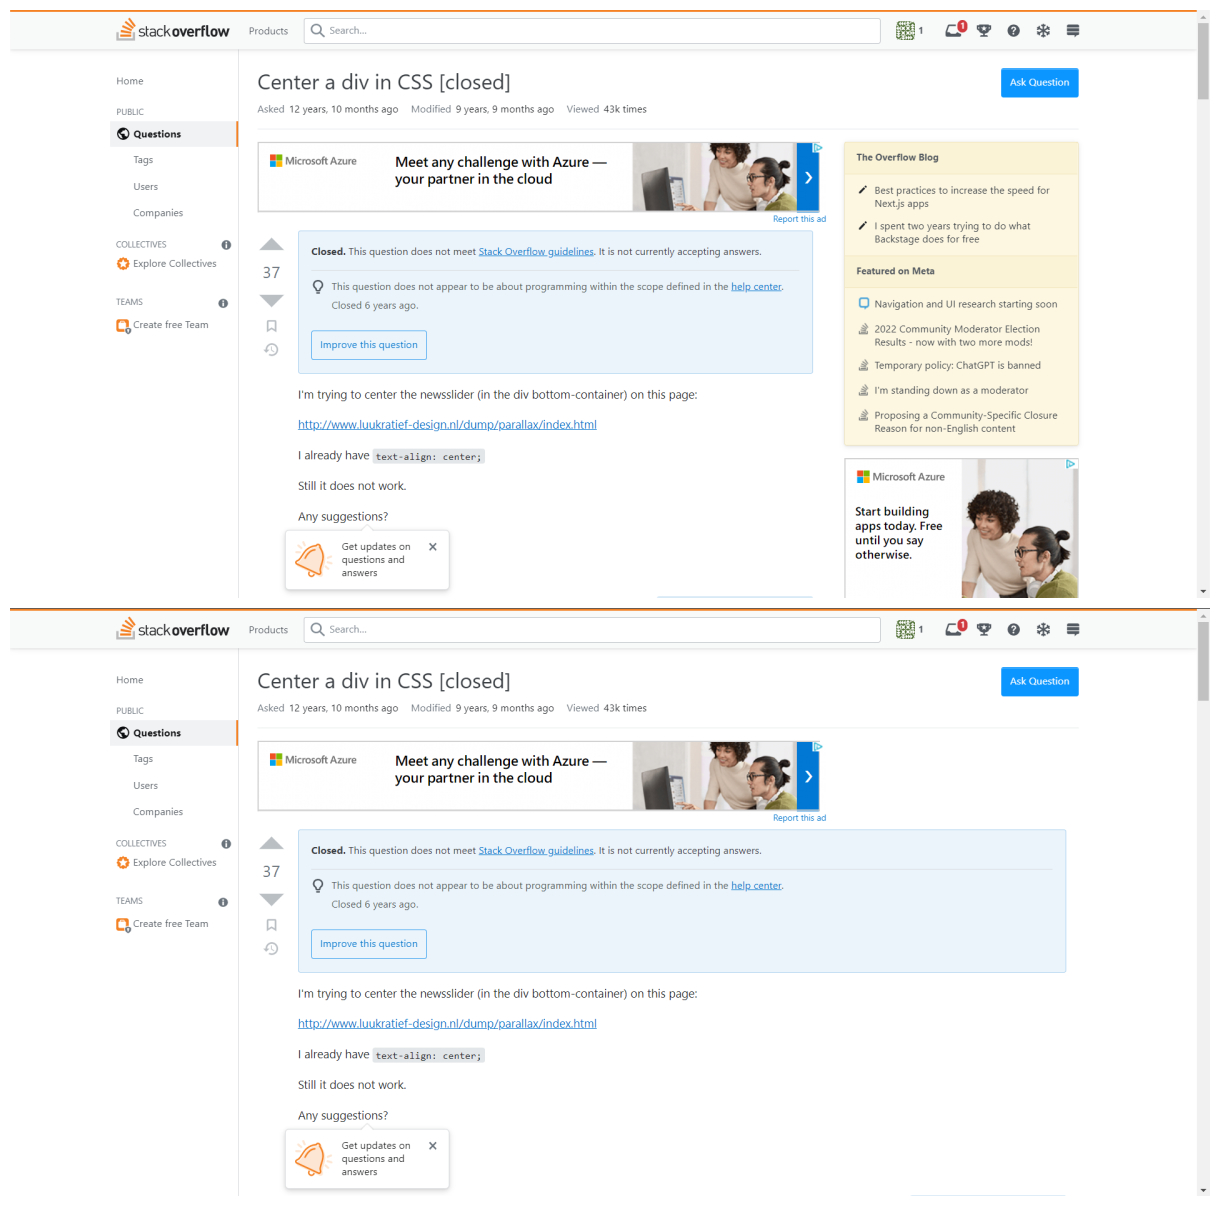 stackoverflow
Products
Search...
1
1
Home
PUBLIC
Questions
Tags
Users
Companies
COLLECTIVES
Explore Collectives
TEAMS
Create free Team
Center a div in CSS [closed]
Ask Question
Asked 12 years, 10 months ago Modified 9 years, 9 months ago Viewed 43k times
Microsoft Azure
Meet any challenge with Azure —
your partner in the cloud
Report this ad
37
Closed. This question does not meet Stack Overflow guidelines. It is not currently accepting answers.
This question does not appear to be about programming within the scope defined in the help center.
Closed 6 years ago.
Improve this question
I'm trying to center the newsslider (in the div bottom-container) on this page:
http://www.luukratief-design.nl/dump/parallax/index.html
I already have text-align: center;
Still it does not work.
Any suggestions?
Get updates on
questions and
answers
The Overflow Blog
Best practices to increase the speed for
Next.js apps
I spent two years trying to do what
Backstage does for free
Featured on Meta
Navigation and UI research starting soon
2022 Community Moderator Election
Results - now with two more mods!
Temporary policy: ChatGPT is banned
I'm standing down as a moderator
Proposing a Community-Specific Closure
Reason for non-English content
Microsoft Azure
Start building
apps today. Free
until you say
otherwise.
stackoverflow
Products
Search...
1
1
Home
PUBLIC
Questions
Tags
Users
Companies
COLLECTIVES
Explore Collectives
TEAMS
Create free Team
Center a div in CSS [closed]
Ask Question
Asked 12 years, 10 months ago Modified 9 years, 9 months ago Viewed 43k times
Microsoft Azure
Meet any challenge with Azure —
your partner in the cloud
Report this ad
37
Closed. This question does not meet Stack Overflow guidelines. It is not currently accepting answers.
This question does not appear to be about programming within the scope defined in the help center.
Closed 6 years ago.
Improve this question
I'm trying to center the newsslider (in the div bottom-container) on this page:
http://www.luukratief-design.nl/dump/parallax/index.html
I already have text-align: center;
Still it does not work.
Any suggestions?
Get updates on
questions and
answers